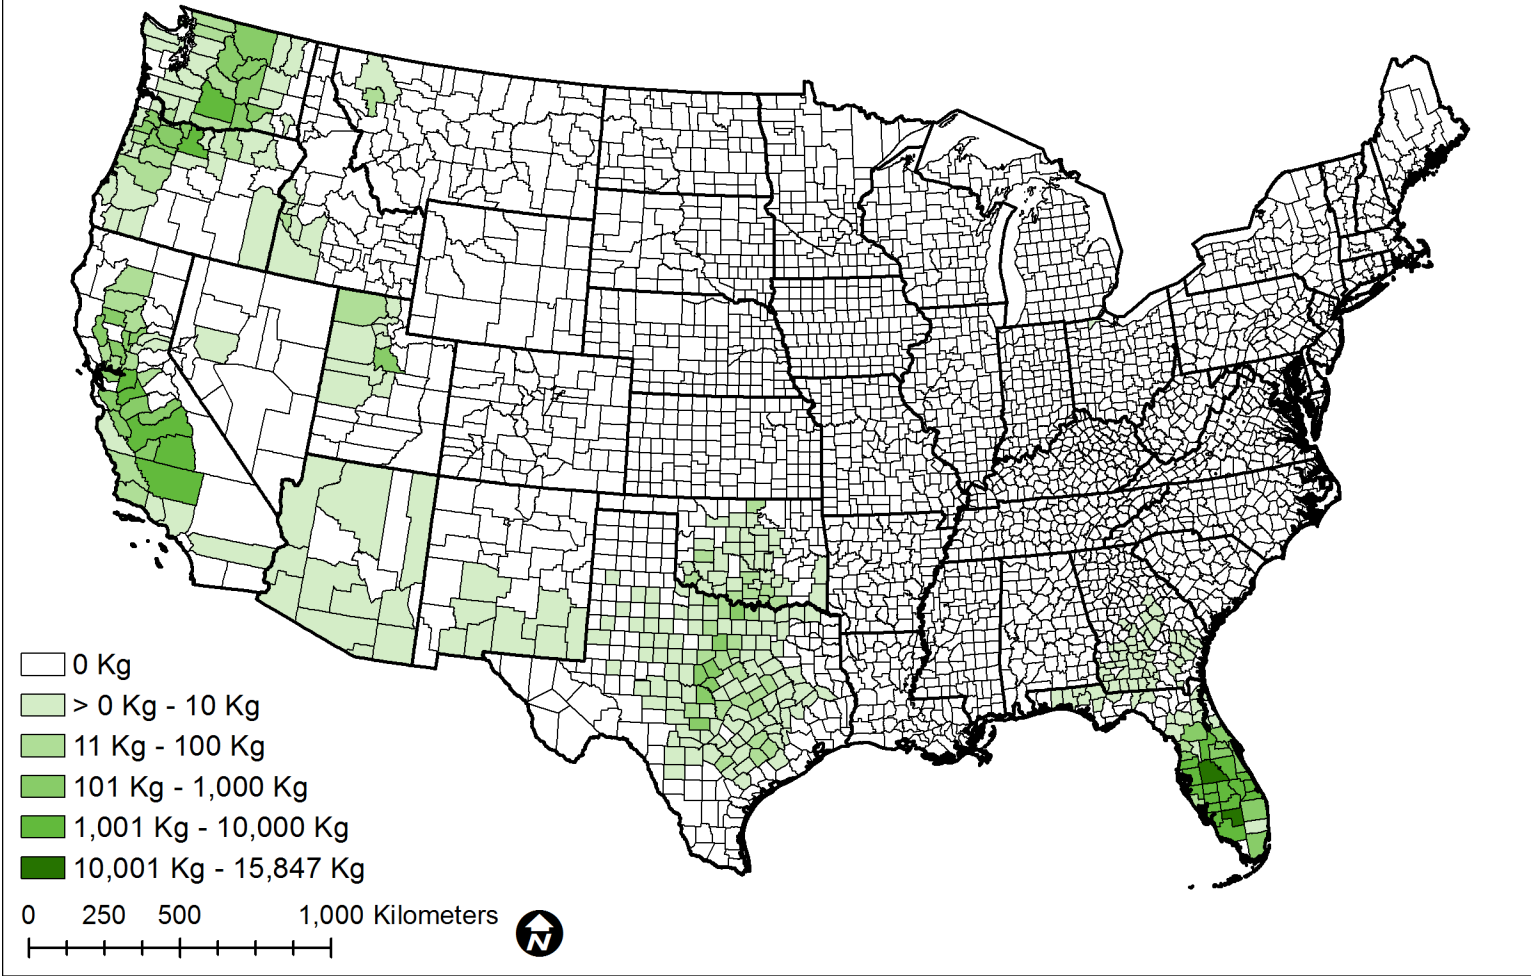 0 Kg
> 0 Kg - 10 Kg
11 Kg - 100 Kg
101 Kg - 1,000 Kg
1,001 Kg - 10,000 Kg
10,001 Kg - 15,847 Kg
0 250 500 1,000 Kilometers
N